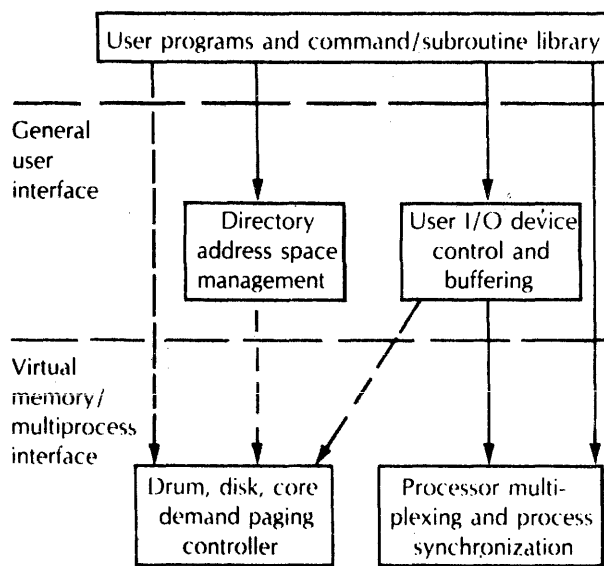 User programs and command/subroutine library
General
user
interface
Directory
address space
management
User I/O device
control and
buffering
Virtual
memory/
multiprocess
interface
Drum, disk, core
demand paging
controller
Processor multi-
plexing and process
synchronization